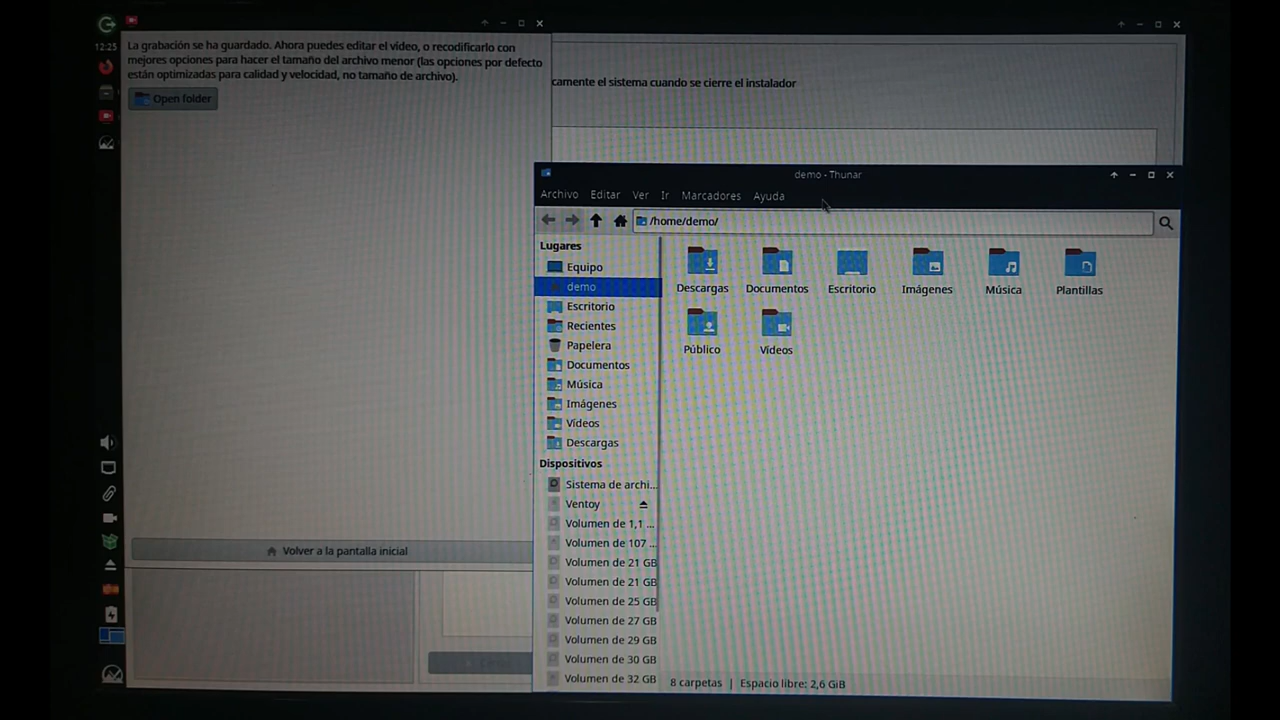 12:23
La grabación se ha guardado. Ahora puedes editar el vídeo, o recodificarlo con
mejores opciones para hacer el tamaño del archivo menor (las opciones por defecto
están optimizadas para calidad y velocidad, no tamaño de archivo).
Open folder
camente el sistema cuando se cierre el instalador
demo - Thunar
Archivo Editar Ver Ir Marcadores Ayuda
/home/demo/
Lugares
Equipo
demo
Escritorio
Recientes
Papelera
Documentos
Música
Imágenes
Vídeos
Descargas
Dispositivos
Sistema de archi...
Ventoy
Volumen de 1,1 ...
Volumen de 107 ...
Volumen de 21 GB
Volumen de 21 GB
Volumen de 25 GB
Volumen de 27 GB
Volumen de 29 GB
Volumen de 30 GB
Volumen de 32 GB
Descargas Documentos Escritorio Imágenes Música Plantillas
Público Vídeos
8 carpetas | Espacio libre: 2,6 GiB
Volver a la pantalla inicial